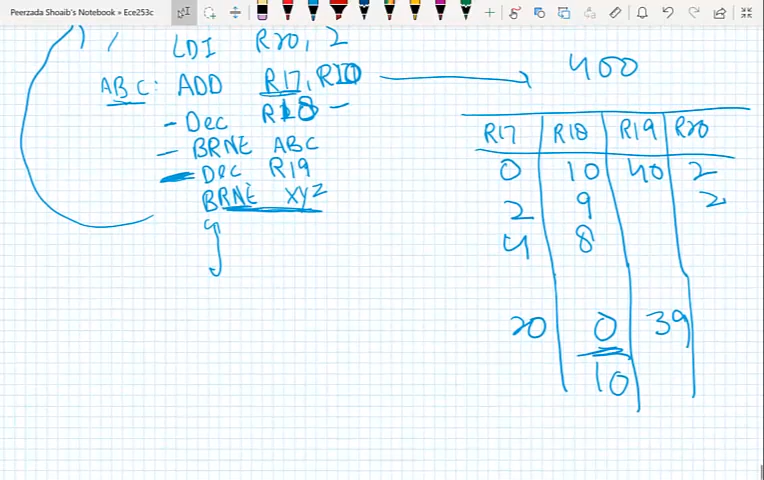 Peerzada Shoaib's Notebook » Ece253c
LDI R20, 2
ABC: ADD R17, R20
400
- Dec R18 -
- BRNE ABC
Dec R19
BRNE XYZ
R17 R18 R19 R20
0 10 40 2
2 9 2
4 8
20 0 39
10